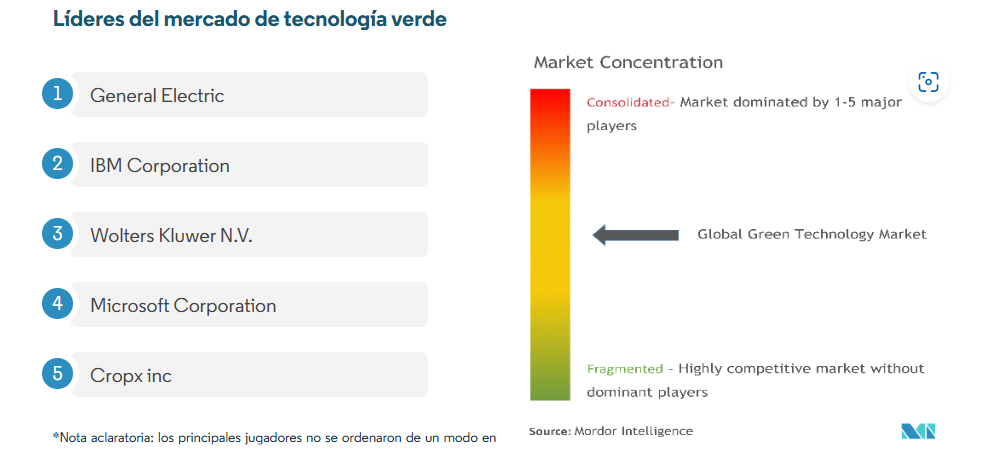 Líderes del mercado de tecnología verde
1 General Electric
2 IBM Corporation
3 Wolters Kluwer N.V.
4 Microsoft Corporation
5 Cropx inc
*Nota aclaratoria: los principales jugadores no se ordenaron de un modo en
Market Concentration
Consolidated- Market dominated by 1-5 major
players
Global Green Technology Market
Fragmented - Highly competitive market without
dominant players
Source: Mordor Intelligence